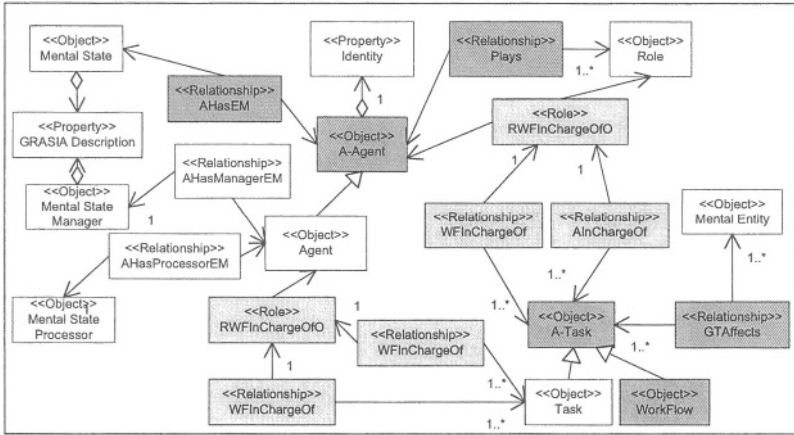 <<Object>>
Mental State
<<Property>>
Identity
<<Relationship>>
Plays
1..*
<<Object>>
Role
<<Relationship>>
AHasEM
1
<<Role>>
RWFInChargeOfO
<<Property>>
GRASIA Description
<<Object>>
A-Agent
1
1
<<Relationship>>
AHasManagerEM
<<Object>>
Mental State
Manager
1
<<Relationship>>
WFInChargeOf
<<Relationship>>
AInChargeOf
<<Object>>
Mental Entity
<<Object>>
Agent
<<Relationship>>
AHasProcessorEM
1..*
1..*
1..*
<<Object>>
Mental State
Processor
1
<<Role>>
RWFInChargeOfO
1
<<Object>>
A-Task
<<Relationship>>
GTAffects
1..*
<<Relationship>>
WFInChargeOf
1
1..*
<<Relationship>>
WFInChargeOf
1..*
<<Object>>
Task
1..*
<<Object>>
WorkFlow